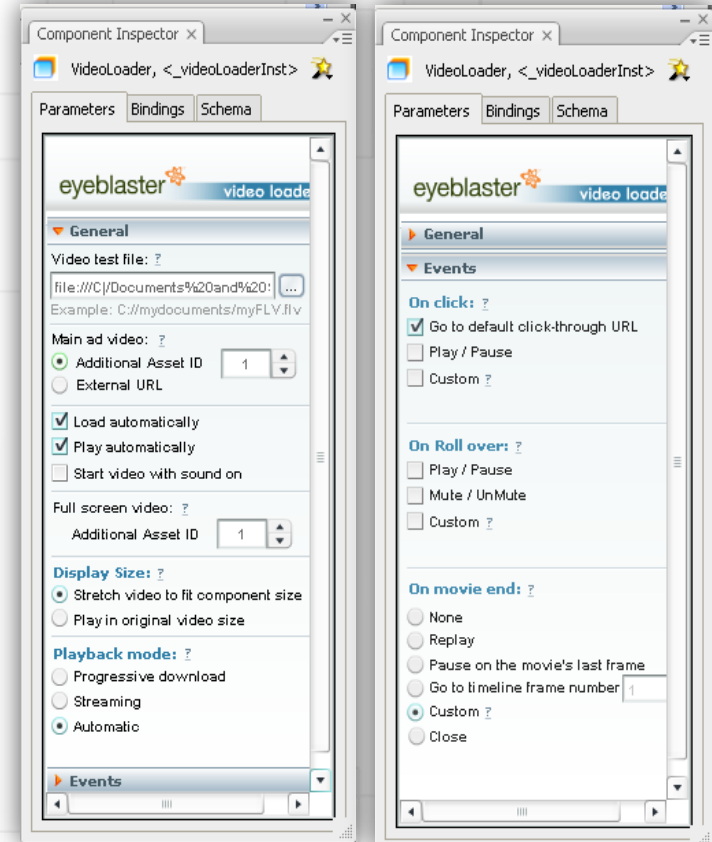 Component Inspector ×
VideoLoader, <_videoLoaderInst>
Parameters Bindings Schema
eyeblaster video loade
General
Video test file: ?
file:///C|/Documents%20and%20: ...
Example: C://mydocuments/myFLV.flv
Main ad video: ?
Additional Asset ID 1
External URL
Load automatically
Play automatically
Start video with sound on
Full screen video: ?
Additional Asset ID 1
Display Size: ?
Stretch video to fit component size
Play in original video size
Playback mode: ?
Progressive download
Streaming
Automatic
Events
Component Inspector ×
VideoLoader, <_videoLoaderInst>
Parameters Bindings Schema
eyeblaster video loade
General
Events
On click: ?
Go to default click-through URL
Play / Pause
Custom ?
On Roll over: ?
Play / Pause
Mute / UnMute
Custom ?
On movie end: ?
None
Replay
Pause on the movie's last frame
Go to timeline frame number 1
Custom ?
Close